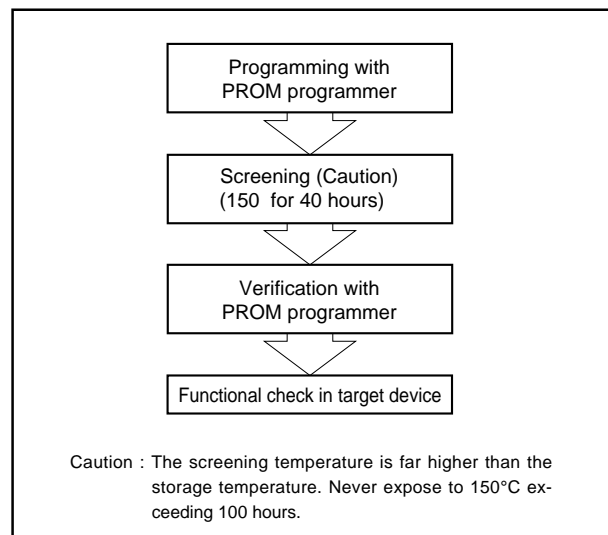 Programming with
PROM programmer
Screening (Caution)
(150 for 40 hours)
Verification with
PROM programmer
Functional check in target device
Caution : The screening temperature is far higher than the
storage temperature. Never expose to 150°C ex-
ceeding 100 hours.